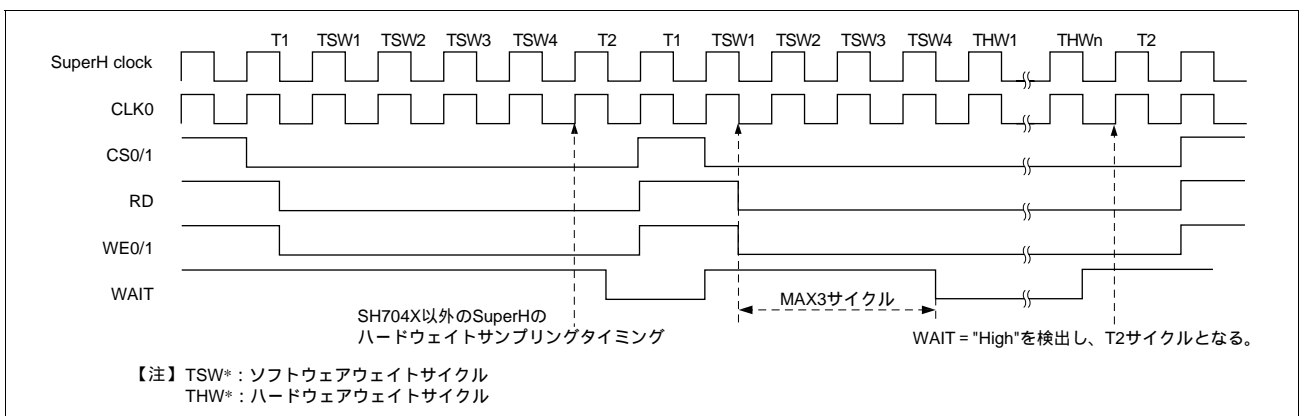 T1 TSW1 TSW2 TSW3 TSW4 T2 T1 TSW1 TSW2 TSW3 TSW4 THW1 THWn T2
SuperH clock
CLK0
CS0/1
RD
WE0/1
WAIT
MAX3サイクル
SH704X以外のSuperHの
ハードウェイトサンプリングタイミング
WAIT = "High"を検出し、T2サイクルとなる。
【注】TSW*：ソフトウェアウェイトサイクル
THW*：ハードウェアウェイトサイクル